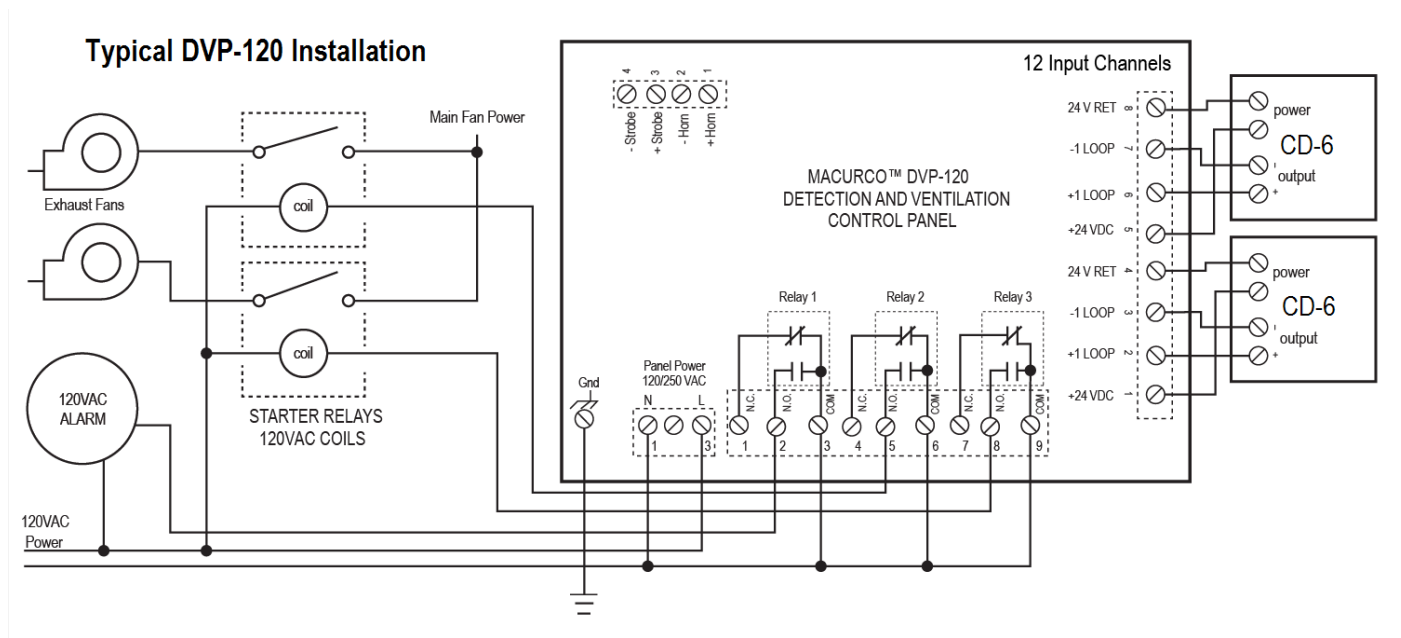 Typical DVP-120 Installation
12 Input Channels
4 3 2 1
- Strobe
+ Strobe
- Horn
+ Horn
Main Fan Power
Exhaust Fans
coil
coil
STARTER RELAYS
120VAC COILS
120VAC
ALARM
120VAC
Power
MACURCO™ DVP-120
DETECTION AND VENTILATION
CONTROL PANEL
24 V RET 8
-1 LOOP 7
+1 LOOP 6
+24 VDC 5
24 V RET 4
-1 LOOP 3
+1 LOOP 2
+24 VDC 1
power
CD-6
-
output
+
power
CD-6
-
output
+
Relay 1
Relay 2
Relay 3
Gnd
Panel Power
120/250 VAC
N L
1 3
N.C. N.O. COM N.C. N.O. COM N.C. N.O. COM
1 2 3 4 5 6 7 8 9